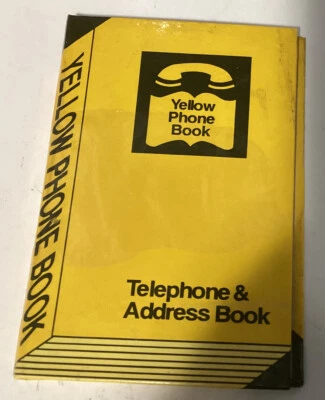 YELLOW PHONE BOOK
Yellow
Phone
Book
Telephone &
Address Book